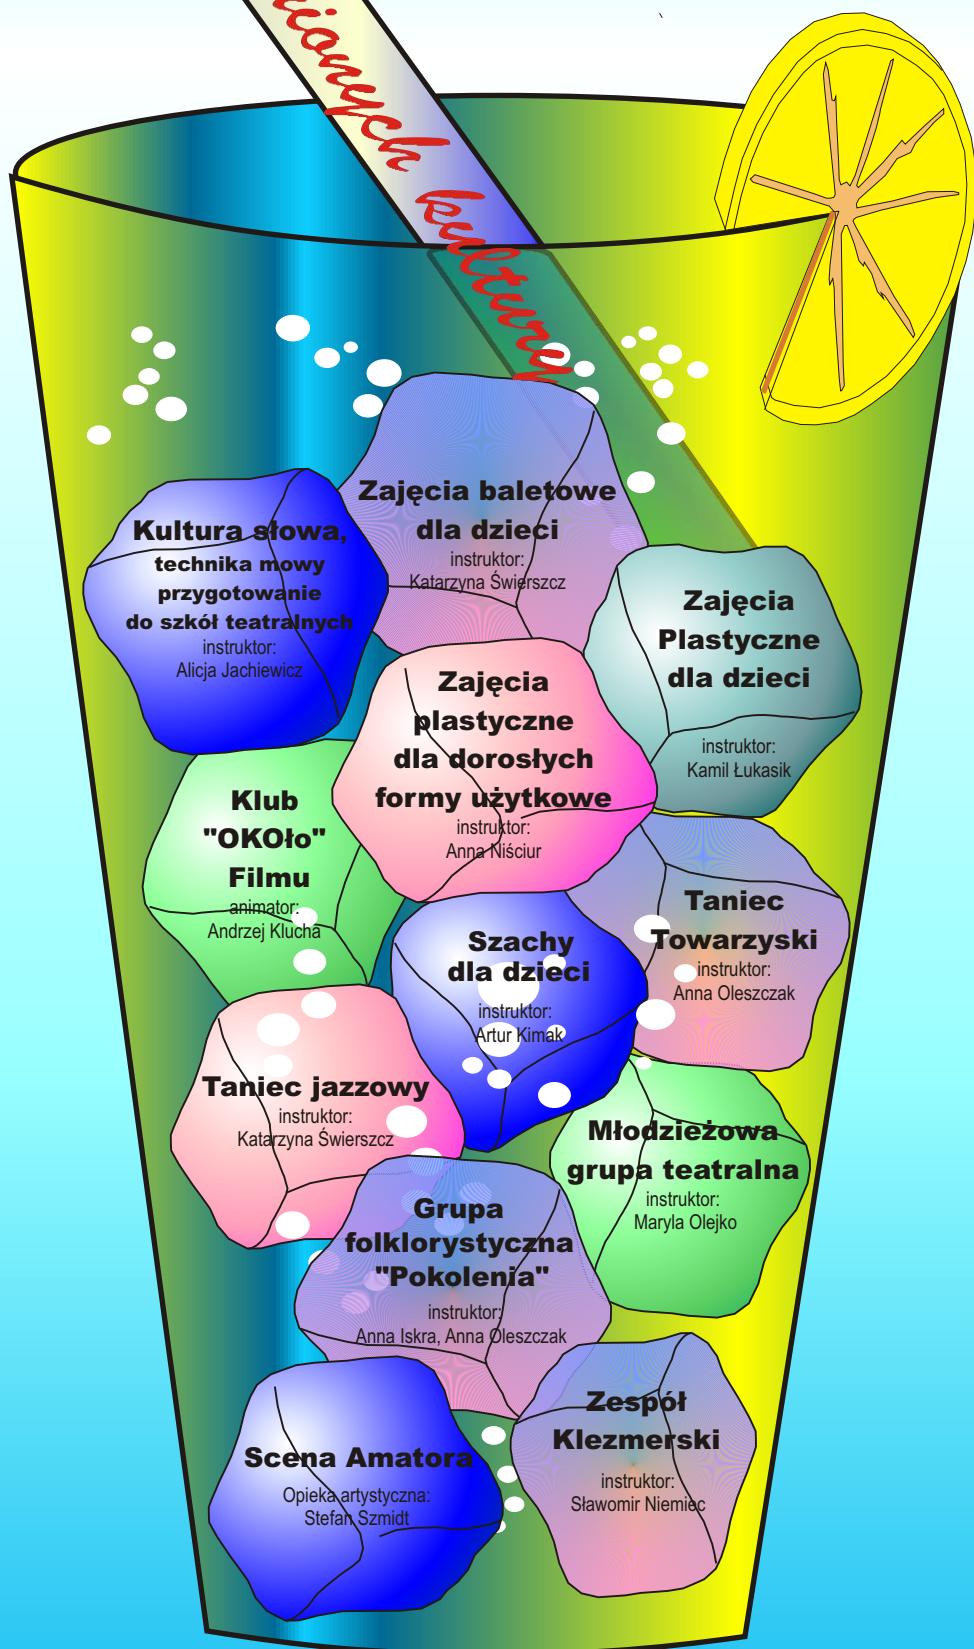 kultury
Zajęcia baletowe
dla dzieci
instruktor:
Katarzyna Świerszcz
Kultura słowa,
technika mowy
przygotowanie
do szkół teatralnych
instruktor:
Alicja Jachiewicz
Zajęcia
Plastyczne
dla dzieci
instruktor:
Kamil Łukasik
Zajęcia
plastyczne
dla dorosłych
formy użytkowe
instruktor:
Anna Niściur
Klub
"OKOło"
Filmu
animator:
Andrzej Klucha
Taniec
Towarzyski
instruktor:
Anna Oleszczak
Szachy
dla dzieci
instruktor:
Artur Kimak
Taniec jazzowy
instruktor:
Katarzyna Świerszcz
Młodzieżowa
grupa teatralna
instruktor:
Maryla Olejko
Grupa
folklorystyczna
"Pokolenia"
instruktor:
Anna Iskra, Anna Oleszczak
Zespół
Klezmerski
instruktor:
Sławomir Niemiec
Scena Amatora
Opieka artystyczna:
Stefan Szmidt